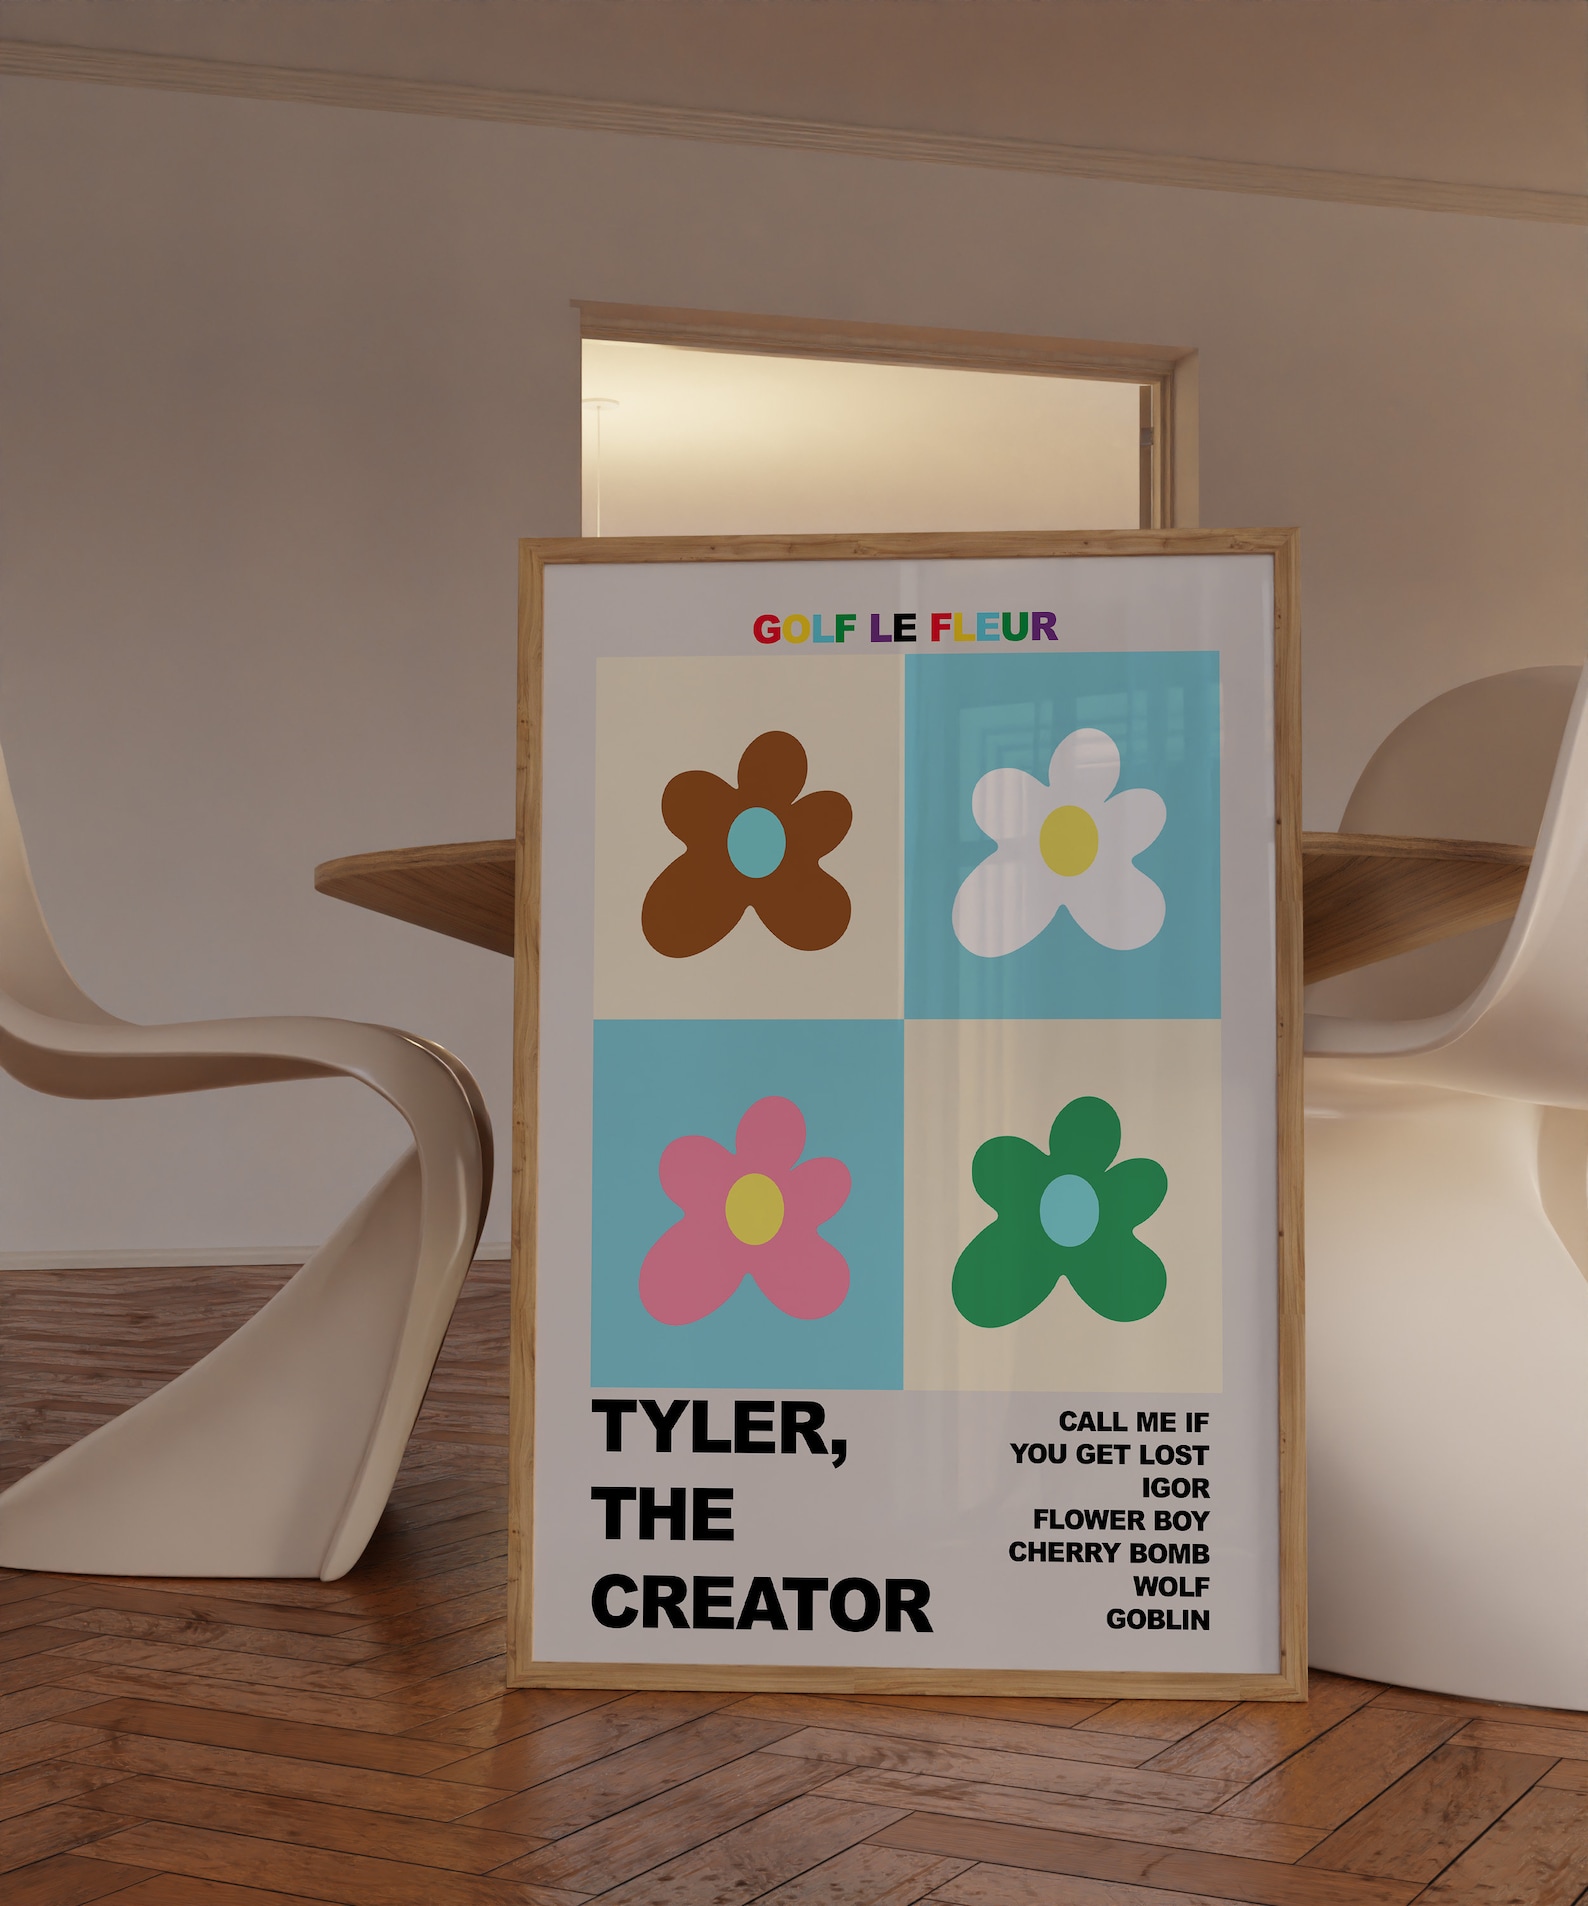 GOLF LE FLEUR
TYLER,
THE
CREATOR
CALL ME IF
YOU GET LOST
IGOR
FLOWER BOY
CHERRY BOMB
WOLF
GOBLIN